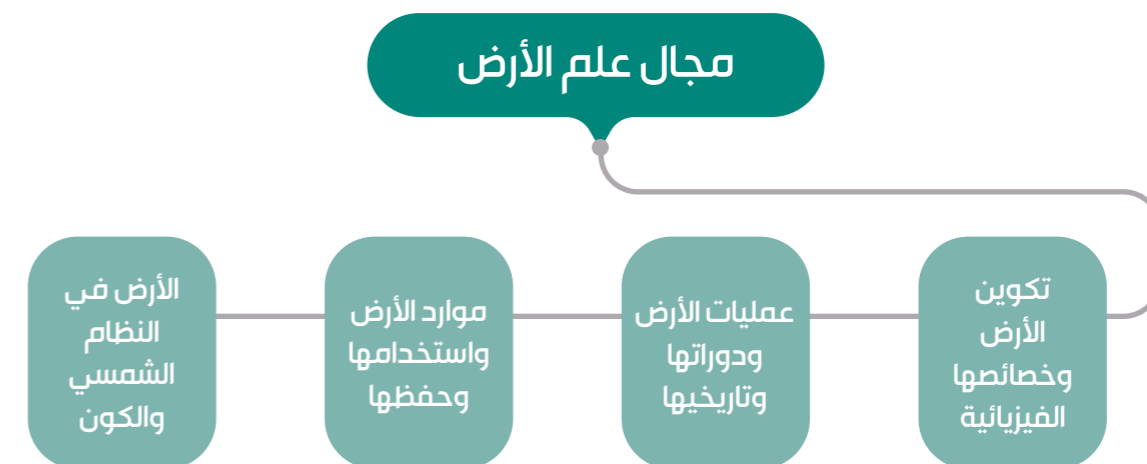 مجال علم الأرض
تكوين
الأرض
وخصائصها
الفيزيائية
عمليات الأرض
ودوراتها
وتاريخيها
موارد الأرض
واستخدامها
وحفظها
الأرض في
النظام
الشمسي
والكون